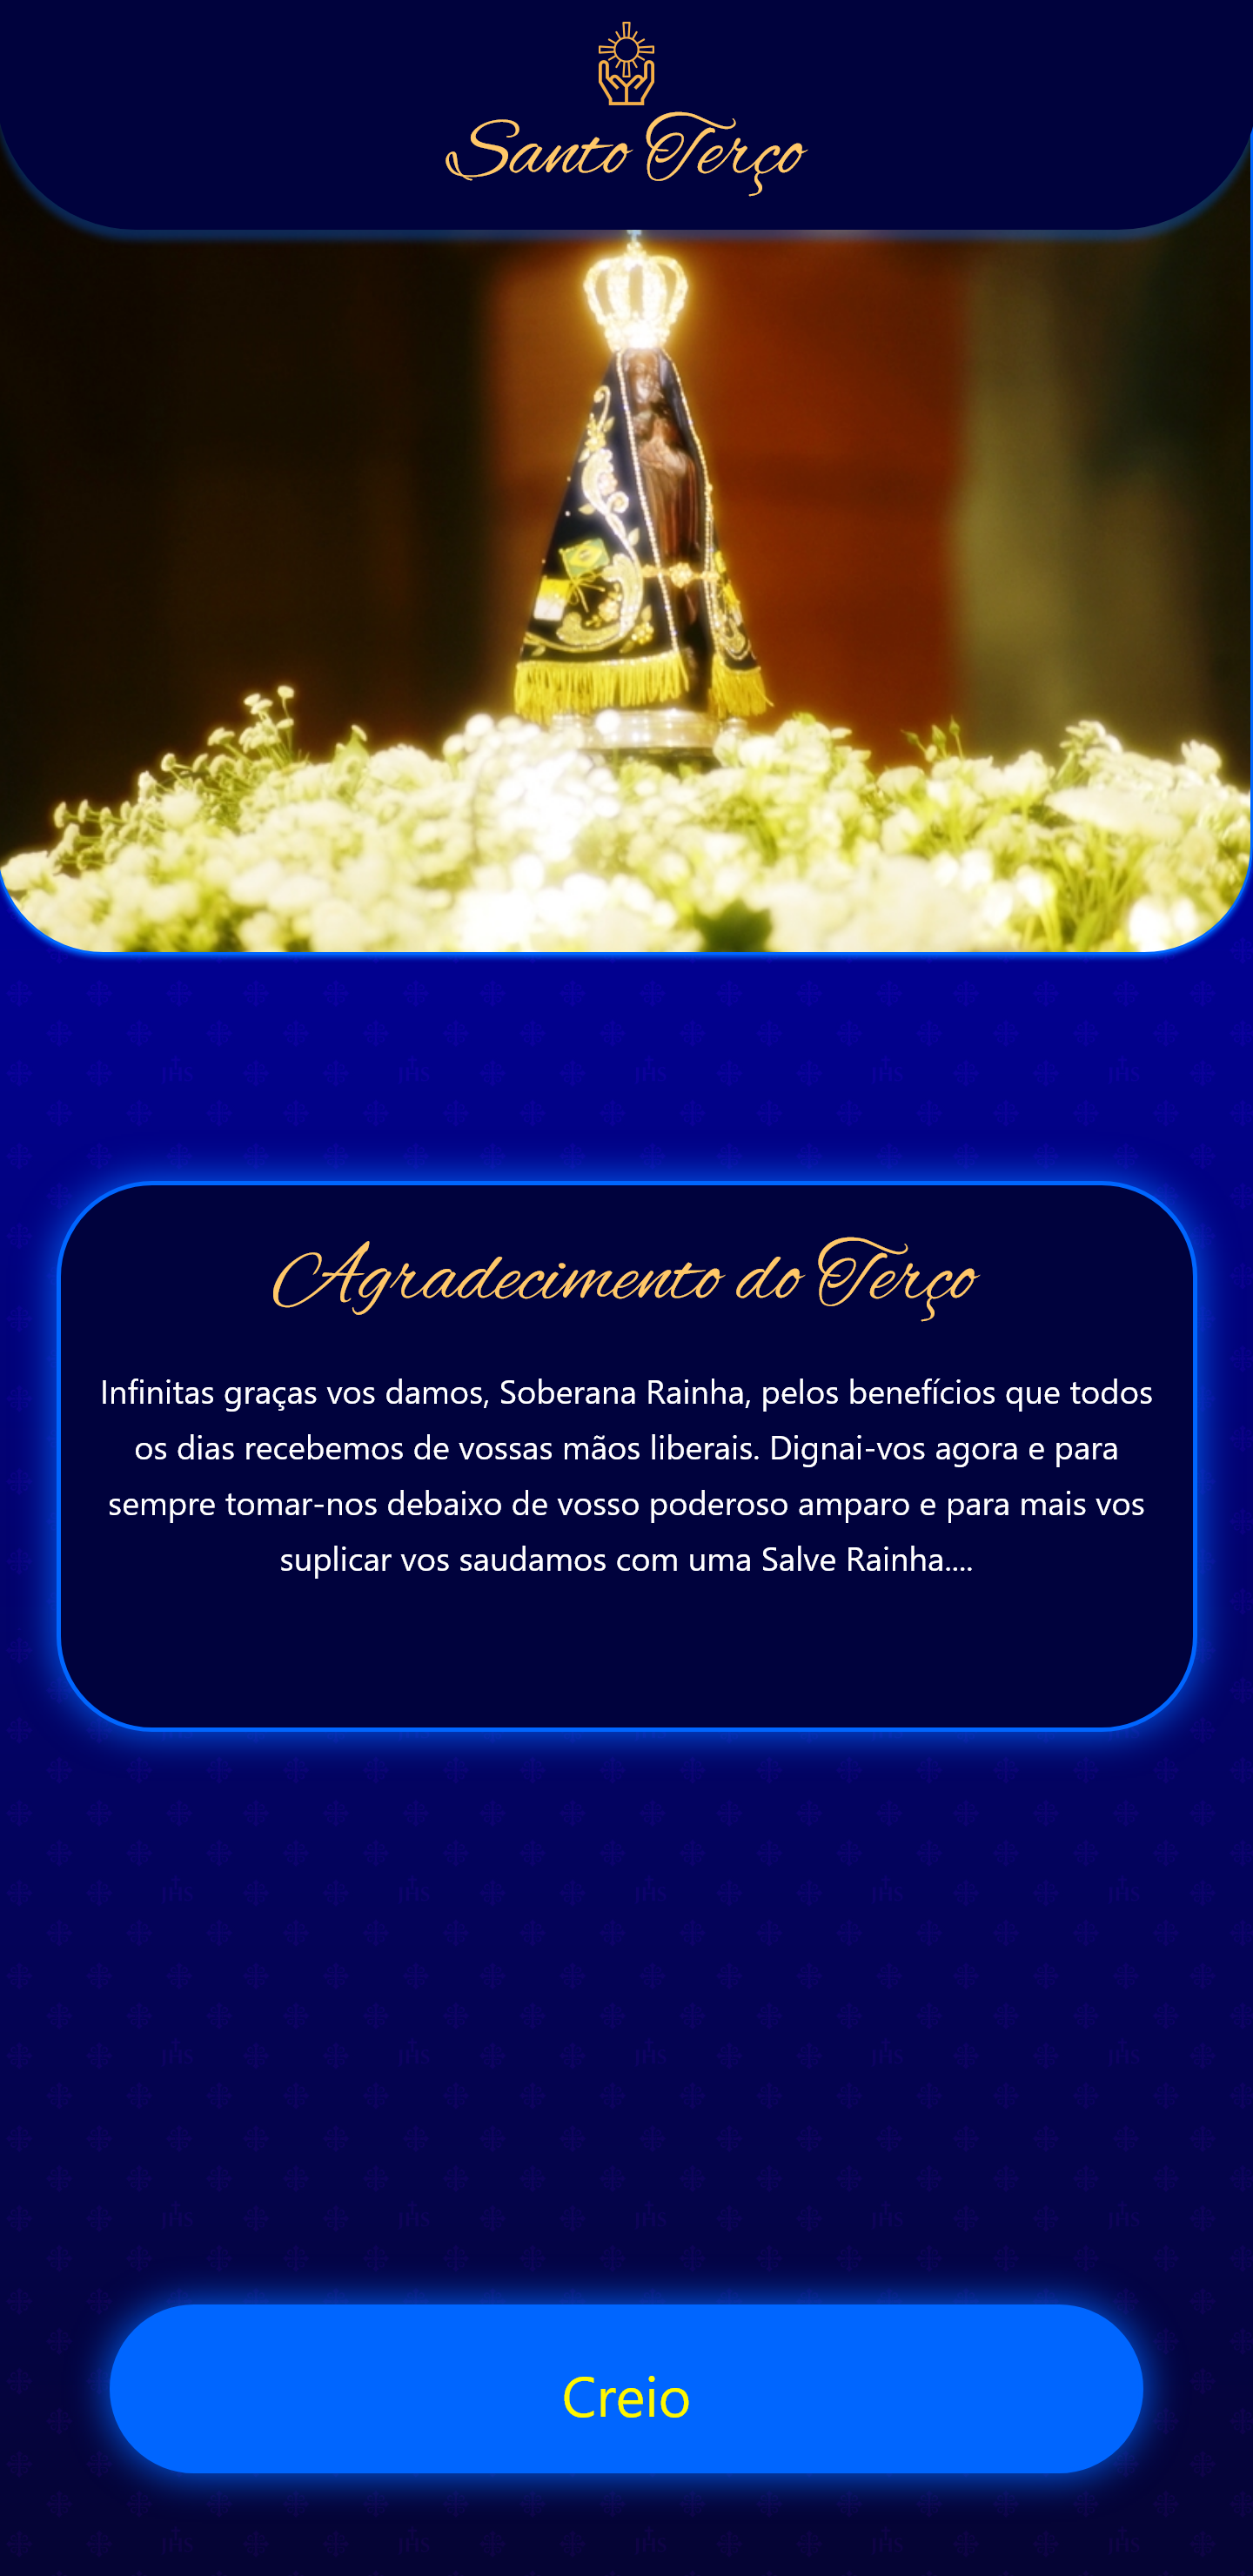 Santo Terço
Agradecimento do Terço
Infinitas graças vos damos, Soberana Rainha, pelos benefícios que todos
os dias recebemos de vossas mãos liberais. Dignai-vos agora e para
sempre tomar-nos debaixo de vosso poderoso amparo e para mais vos
suplicar vos saudamos com uma Salve Rainha....
Creio